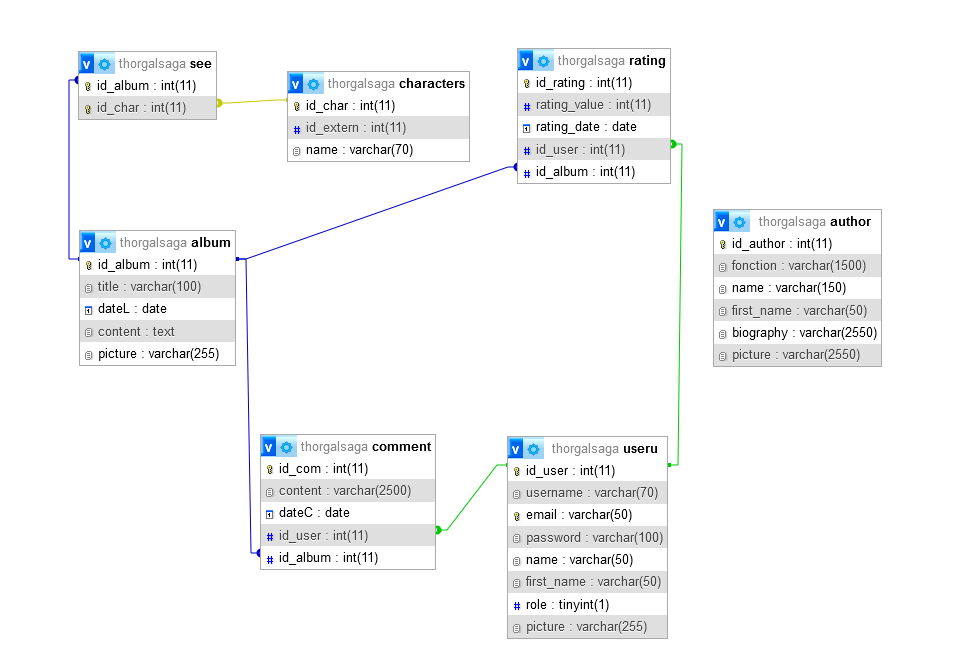 v thorgalsaga see
id_album : int(11)
id_char : int(11)
v thorgalsaga characters
id_char : int(11)
# id_extern : int(11)
name : varchar(70)
v thorgalsaga rating
id_rating : int(11)
# rating_value : int(11)
rating_date : date
# id_user : int(11)
# id_album : int(11)
v thorgalsaga author
id_author : int(11)
fonction : varchar(1500)
name : varchar(150)
first_name : varchar(50)
biography : varchar(2550)
picture : varchar(2550)
v thorgalsaga album
id_album : int(11)
title : varchar(100)
dateL : date
content : text
picture : varchar(255)
v thorgalsaga comment
id_com : int(11)
content : varchar(2500)
dateC : date
# id_user : int(11)
# id_album : int(11)
v thorgalsaga useru
id_user : int(11)
username : varchar(70)
email : varchar(50)
password : varchar(100)
name : varchar(50)
first_name : varchar(50)
# role : tinyint(1)
picture : varchar(255)